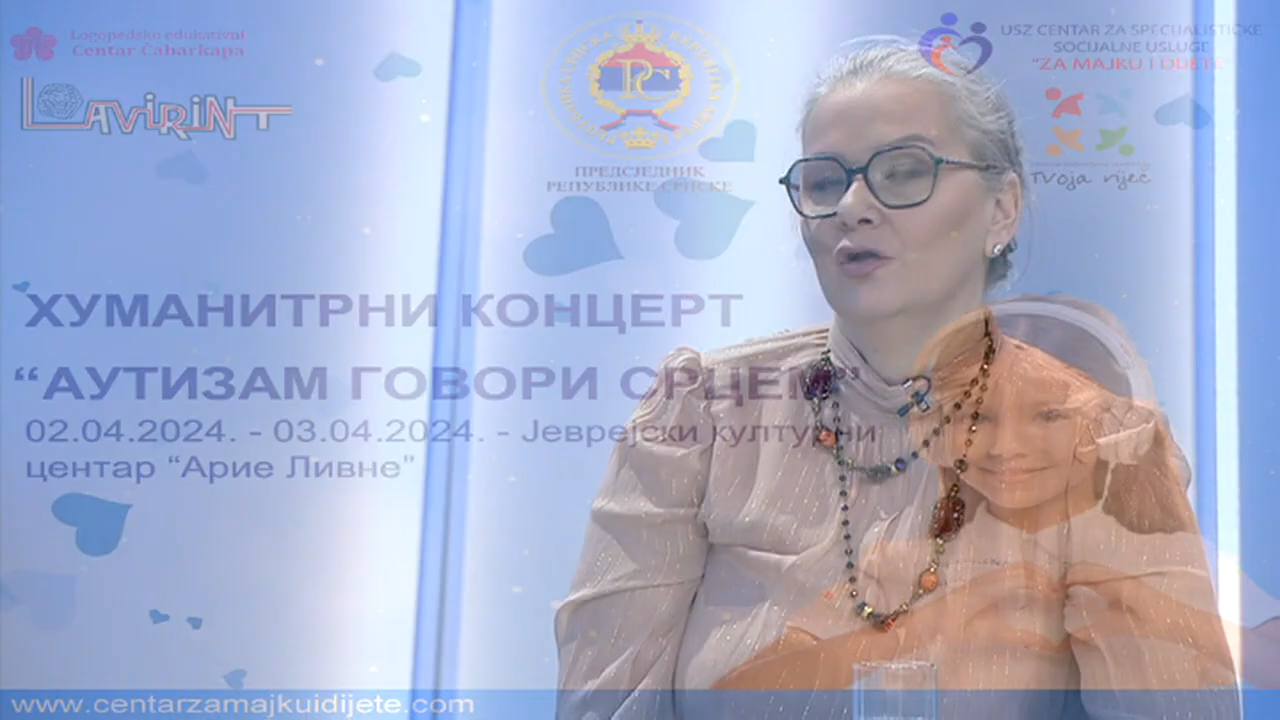 Logopedsko edukativni
Centar Čabarkapa
LAVIRINT
ПРЕДСЈЕДНИК
РЕПУБЛИКЕ СРПСКЕ
USZ CENTAR ZA SPECIJALISTIČKE
SOCIJALNE USLUGE
"ZA MAJKU I DIJETE"
Tvoja riječ
ХУМАНИТРНИ КОНЦЕРТ
“АУТИЗАМ ГОВОРИ СРЦЕМ”
02.04.2024. - 03.04.2024. - Јеврејски културни
центар “Арие Ливне”
www.centarzamajkuidijete.com